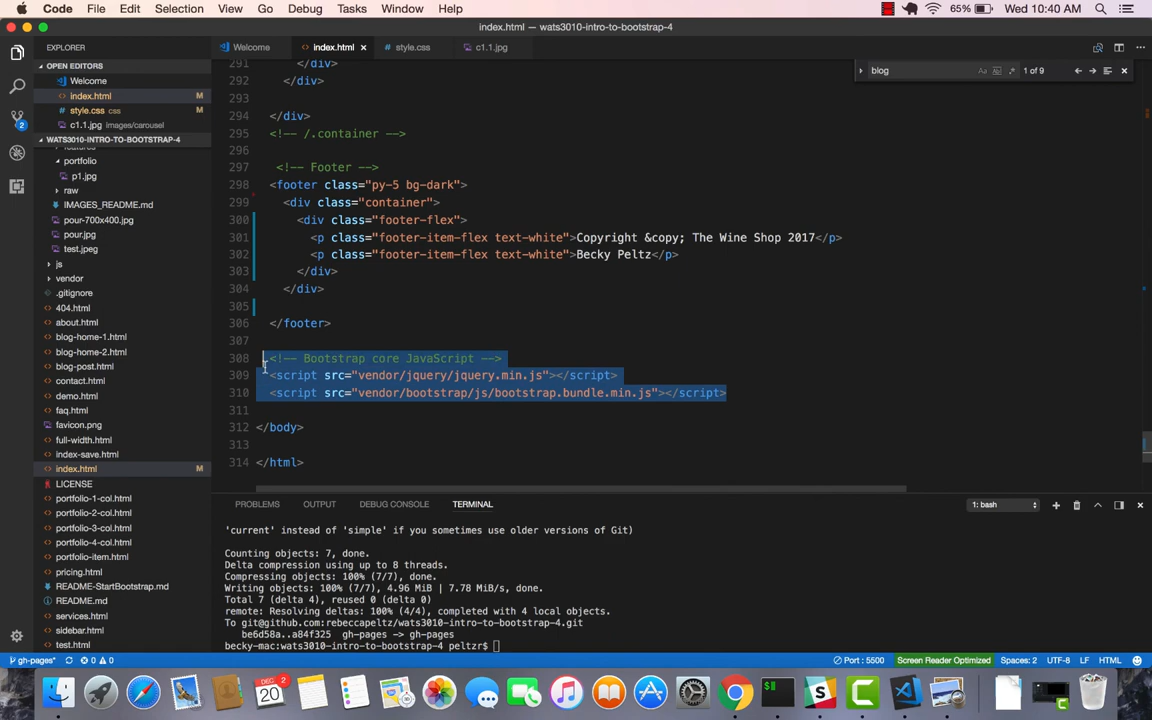 Code File Edit Selection View Go Debug Tasks Window Help 65% Wed 10:40 AM
index.html — wats3010-intro-to-bootstrap-4
EXPLORER Welcome index.html × style.css c1.1.jpg
OPEN EDITORS
Welcome
index.html M
style.css css M
c1.1.jpg images/carousel
WATS3010-INTRO-TO-BOOTSTRAP-4
features
portfolio
p1.jpg
raw
IMAGES_README.md
pour-700x400.jpg
pour.jpg
test.jpeg
js
vendor
.gitignore
404.html
about.html
blog-home-1.html
blog-home-2.html
blog-post.html
contact.html
demo.html
faq.html
favicon.png
full-width.html
index-save.html
index.html M
LICENSE
portfolio-1-col.html
portfolio-2-col.html
portfolio-3-col.html
portfolio-4-col.html
portfolio-item.html
pricing.html
README-StartBootstrap.md
README.md
services.html
sidebar.html
test.html
blog Aa 1 of 9
291 </div>
292 </div>
293
294 </div>
295 <!-- /.container -->
296
297 <!-- Footer -->
298 <footer class="py-5 bg-dark">
299 <div class="container">
300 <div class="footer-flex">
301 <p class="footer-item-flex text-white">Copyright &copy; The Wine Shop 2017</p>
302 <p class="footer-item-flex text-white">Becky Peltz</p>
303 </div>
304 </div>
305
306 </footer>
307
308 <!-- Bootstrap core JavaScript -->
309 <script src="vendor/jquery/jquery.min.js"></script>
310 <script src="vendor/bootstrap/js/bootstrap.bundle.min.js"></script>
311
312 </body>
313
314 </html>
PROBLEMS OUTPUT DEBUG CONSOLE TERMINAL 1: bash
'current' instead of 'simple' if you sometimes use older versions of Git)
Counting objects: 7, done.
Delta compression using up to 8 threads.
Compressing objects: 100% (7/7), done.
Writing objects: 100% (7/7), 4.96 MiB | 7.78 MiB/s, done.
Total 7 (delta 4), reused 0 (delta 0)
remote: Resolving deltas: 100% (4/4), completed with 4 local objects.
To git@github.com:rebeccapeltz/wats3010-intro-to-bootstrap-4.git
be6d58a..a84f325 gh-pages -> gh-pages
becky-mac:wats3010-intro-to-bootstrap-4 peltzr$
gh-pages* 0 0 Port : 5500 Screen Reader Optimized Spaces: 2 UTF-8 LF HTML
DEC 20 2